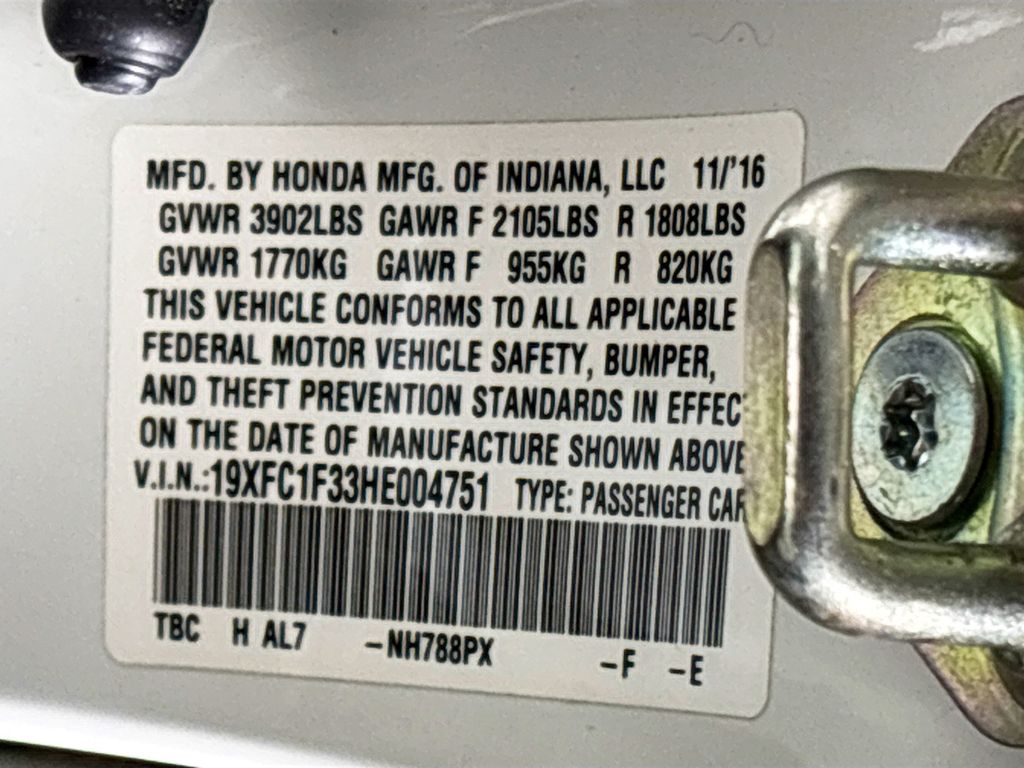 MFD. BY HONDA MFG. OF INDIANA, LLC 11/'16
GVWR 3902LBS GAWR F 2105LBS R 1808LBS
GVWR 1770KG GAWR F 955KG R 820KG
THIS VEHICLE CONFORMS TO ALL APPLICABLE
FEDERAL MOTOR VEHICLE SAFETY, BUMPER,
AND THEFT PREVENTION STANDARDS IN EFFEC
ON THE DATE OF MANUFACTURE SHOWN ABOVE
V.I.N.:19XFC1F33HE004751 TYPE: PASSENGER CAR
TBC H AL7 -NH788PX -F -E